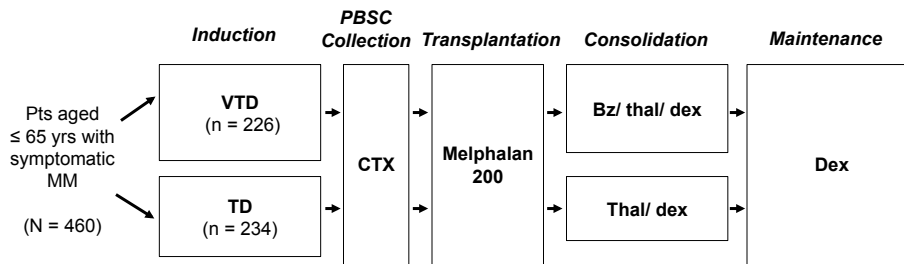 Induction
PBSC
Collection
Transplantation
Consolidation
Maintenance
Pts aged
≤ 65 yrs with
symptomatic
MM
(N = 460)
VTD
(n = 226)
TD
(n = 234)
CTX
Melphalan
200
Bz/ thal/ dex
Thal/ dex
Dex